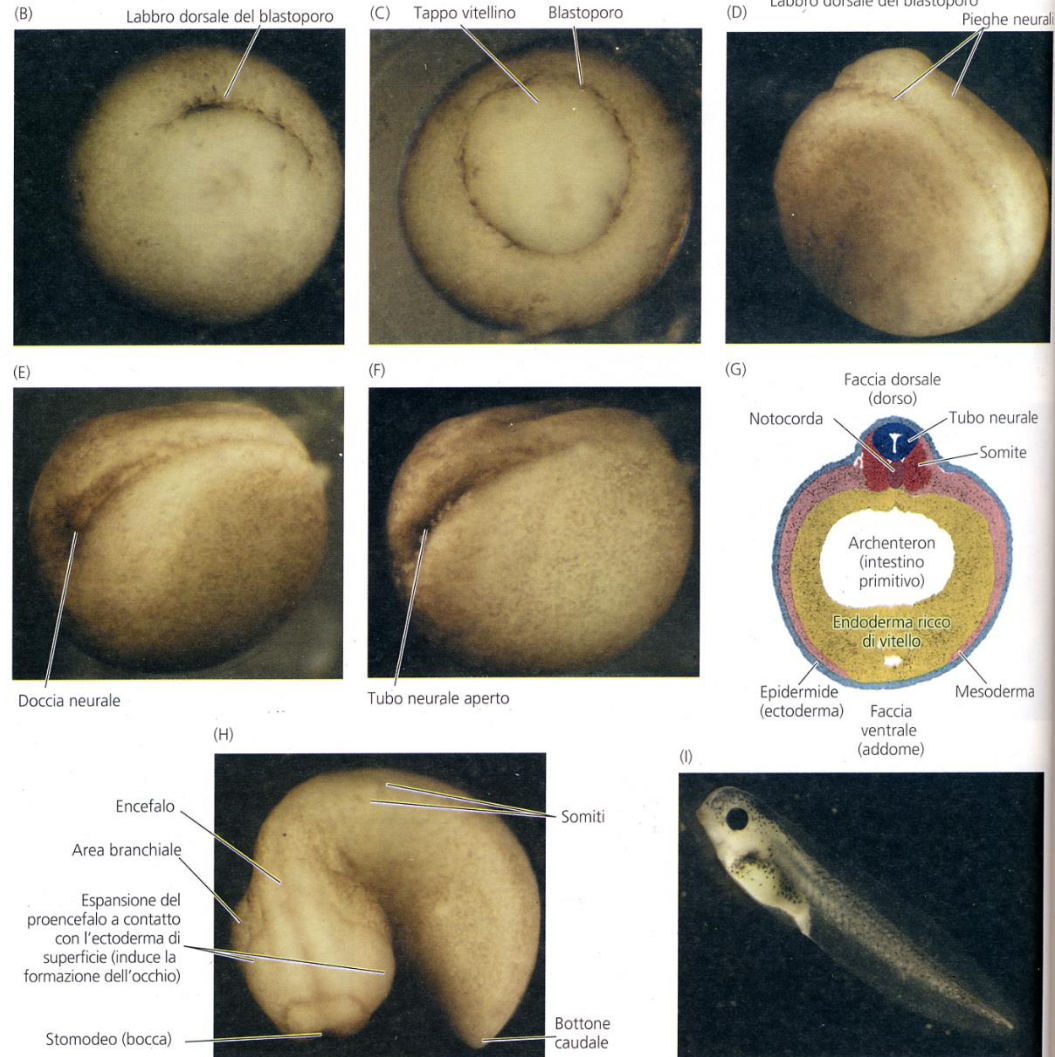 (B)
Labbro dorsale del blastoporo
(C)
Tappo vitellino
Blastoporo
(D)
Labbro dorsale del blastoporo
Pieghe neurali
(E)
Doccia neurale
(F)
Tubo neurale aperto
(G)
Faccia dorsale
(dorso)
Notocorda
Tubo neurale
Somite
Archenteron
(intestino
primitivo)
Endoderma ricco
di vitello
Epidermide
(ectoderma)
Mesoderma
Faccia
ventrale
(addome)
(H)
Encefalo
Area branchiale
Espansione del
proencefalo a contatto
con l'ectoderma di
superficie (induce la
formazione dell'occhio)
Stomodeo (bocca)
Somiti
Bottone
caudale
(I)